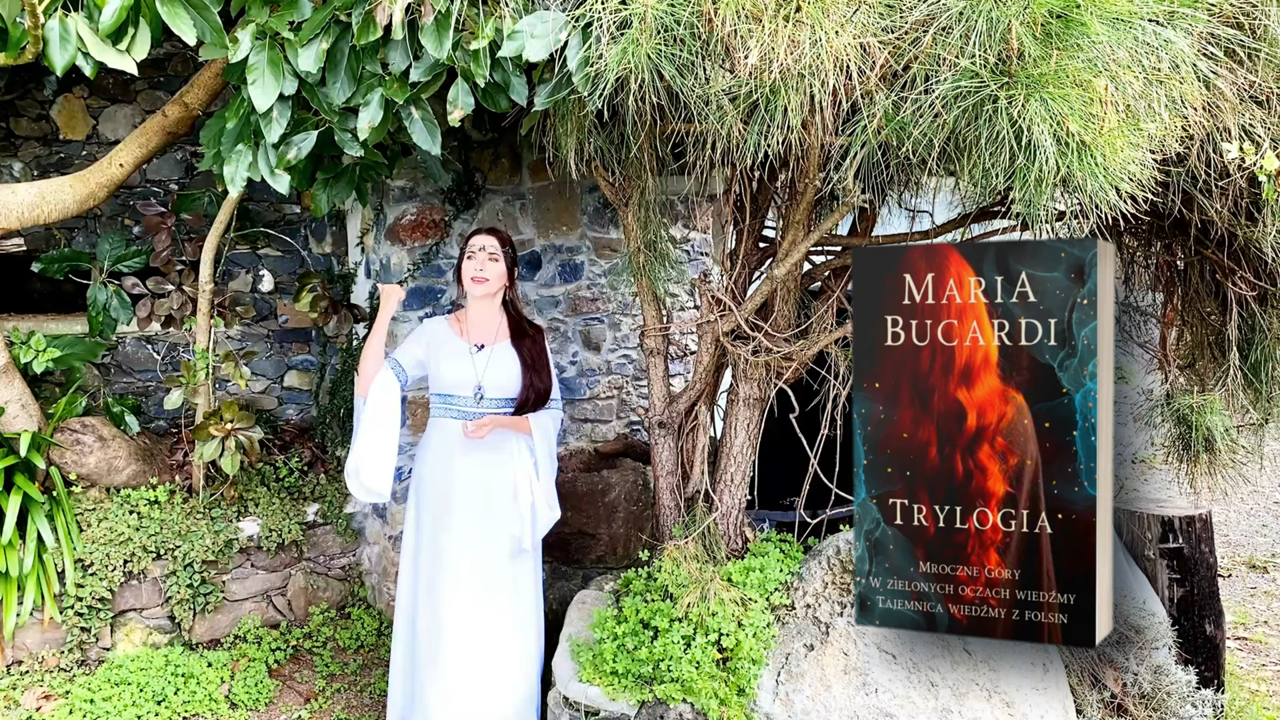 MARIA
BUCARDI
TRYLOGIA
MROCZNE GÓRY
W ZIELONYCH OCZACH WIEDŹMY
TAJEMNICA WIEDŹMY Z FOLSIN